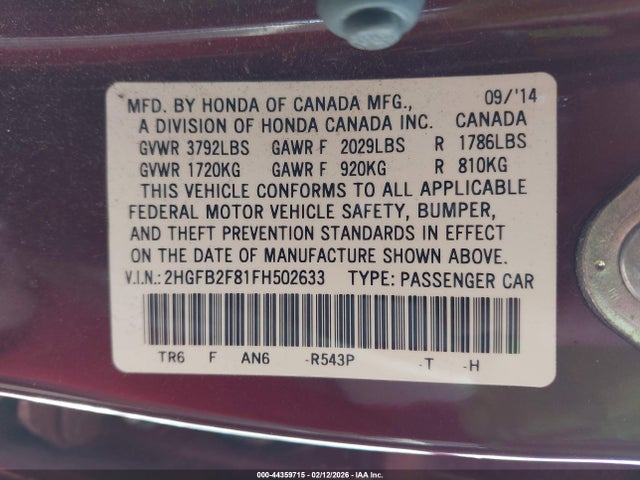 MFD. BY HONDA OF CANADA MFG., 09/'14
A DIVISION OF HONDA CANADA INC. CANADA
GVWR 3792LBS GAWR F 2029LBS R 1786LBS
GVWR 1720KG GAWR F 920KG R 810KG
THIS VEHICLE CONFORMS TO ALL APPLICABLE
FEDERAL MOTOR VEHICLE SAFETY, BUMPER,
AND THEFT PREVENTION STANDARDS IN EFFECT
ON THE DATE OF MANUFACTURE SHOWN ABOVE.
V.I.N.: 2HGFB2F81FH502633 TYPE: PASSENGER CAR
TR6 F AN6 -R543P -T -H
000-44359715 - 02/12/2026 - IAA Inc.